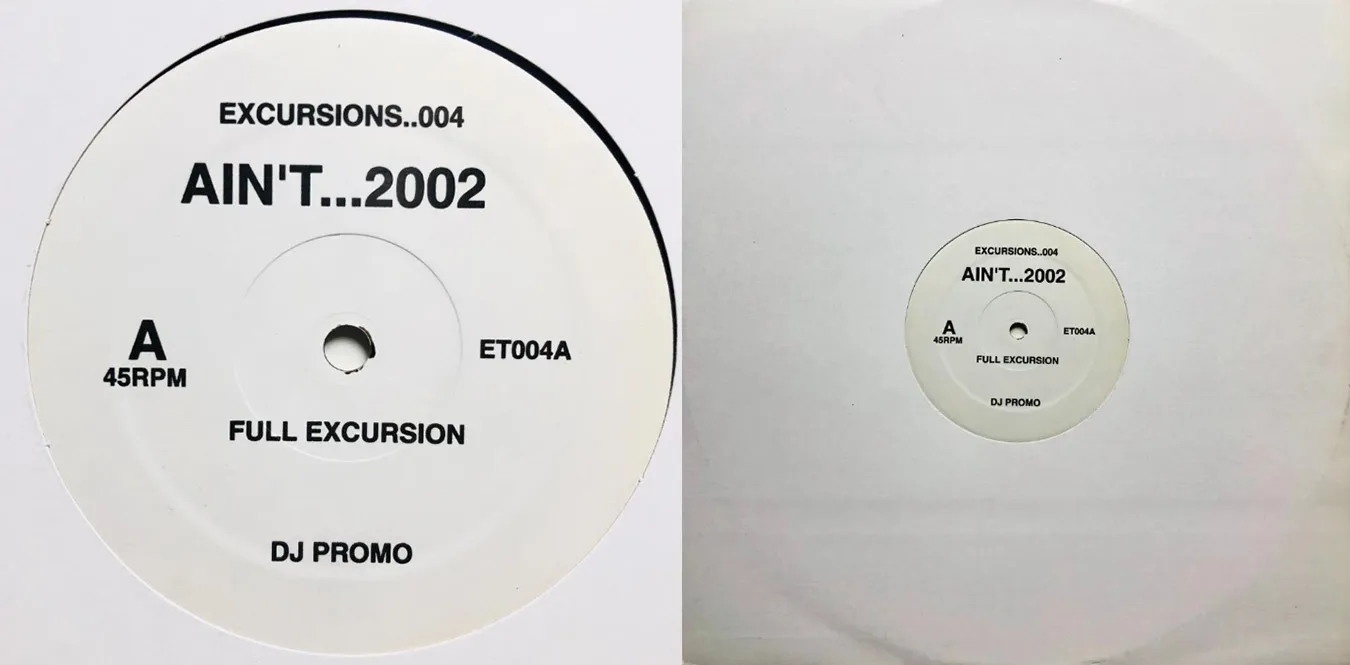 EXCURSIONS..004
AIN'T...2002
A
45RPM
ET004A
FULL EXCURSION
DJ PROMO
EXCURSIONS..004
AIN'T...2002
A
45RPM
ET004A
FULL EXCURSION
DJ PROMO